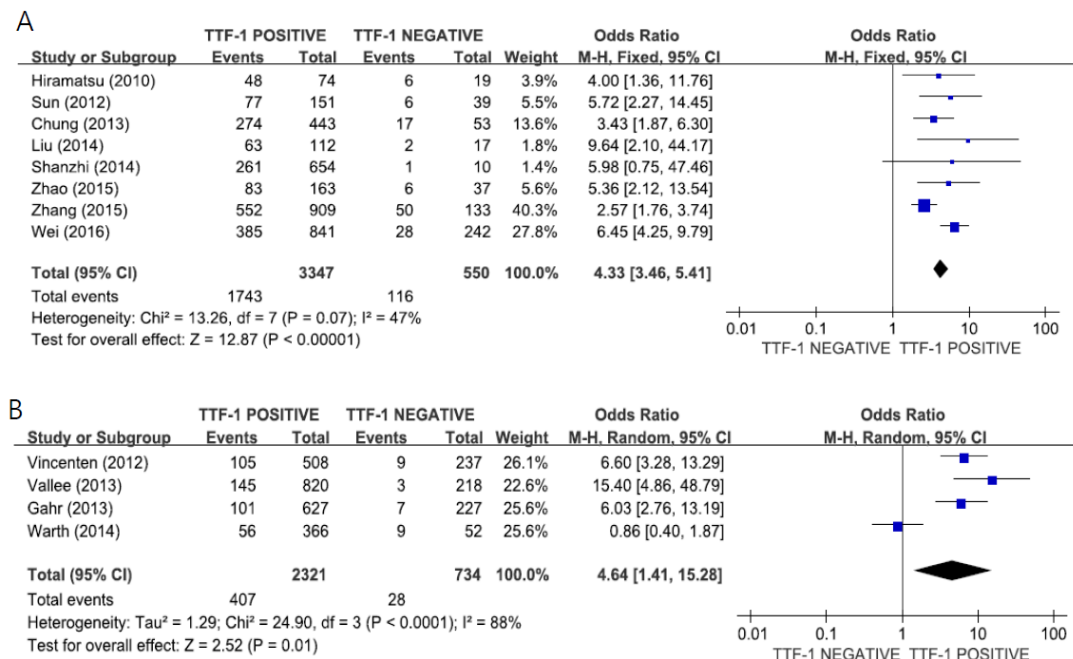 A
TTF-1 POSITIVE TTF-1 NEGATIVE Odds Ratio Odds Ratio
Study or Subgroup Events Total Events Total Weight M-H, Fixed, 95% CI M-H, Fixed, 95% CI
Hiramatsu (2010) 48 74 6 19 3.9% 4.00 [1.36, 11.76]
Sun (2012) 77 151 6 39 5.5% 5.72 [2.27, 14.45]
Chung (2013) 274 443 17 53 13.6% 3.43 [1.87, 6.30]
Liu (2014) 63 112 2 17 1.8% 9.64 [2.10, 44.17]
Shanzhi (2014) 261 654 1 10 1.4% 5.98 [0.75, 47.46]
Zhao (2015) 83 163 6 37 5.6% 5.36 [2.12, 13.54]
Zhang (2015) 552 909 50 133 40.3% 2.57 [1.76, 3.74]
Wei (2016) 385 841 28 242 27.8% 6.45 [4.25, 9.79]
Total (95% CI) 3347 550 100.0% 4.33 [3.46, 5.41]
Total events 1743 116
Heterogeneity: Chi² = 13.26, df = 7 (P = 0.07); I² = 47%
Test for overall effect: Z = 12.87 (P < 0.00001)
0.01 0.1 1 10 100
TTF-1 NEGATIVE TTF-1 POSITIVE
B
TTF-1 POSITIVE TTF-1 NEGATIVE Odds Ratio Odds Ratio
Study or Subgroup Events Total Events Total Weight M-H, Random, 95% CI M-H, Random, 95% CI
Vincenten (2012) 105 508 9 237 26.1% 6.60 [3.28, 13.29]
Vallee (2013) 145 820 3 218 22.6% 15.40 [4.86, 48.79]
Gahr (2013) 101 627 7 227 25.6% 6.03 [2.76, 13.19]
Warth (2014) 56 366 9 52 25.6% 0.86 [0.40, 1.87]
Total (95% CI) 2321 734 100.0% 4.64 [1.41, 15.28]
Total events 407 28
Heterogeneity: Tau² = 1.29; Chi² = 24.90, df = 3 (P < 0.0001); I² = 88%
Test for overall effect: Z = 2.52 (P = 0.01)
0.01 0.1 1 10 100
TTF-1 NEGATIVE TTF-1 POSITIVE